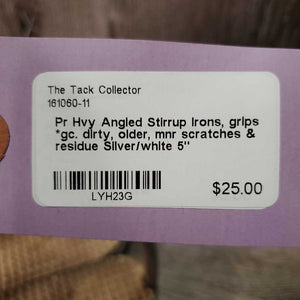 The Tack Collector
161060-11
Pr Hvy Angled Stirrup Irons, grips
*gc. dirty, older, mnr scratches &
residue Silver/white 5"
LYH23G
$25.00